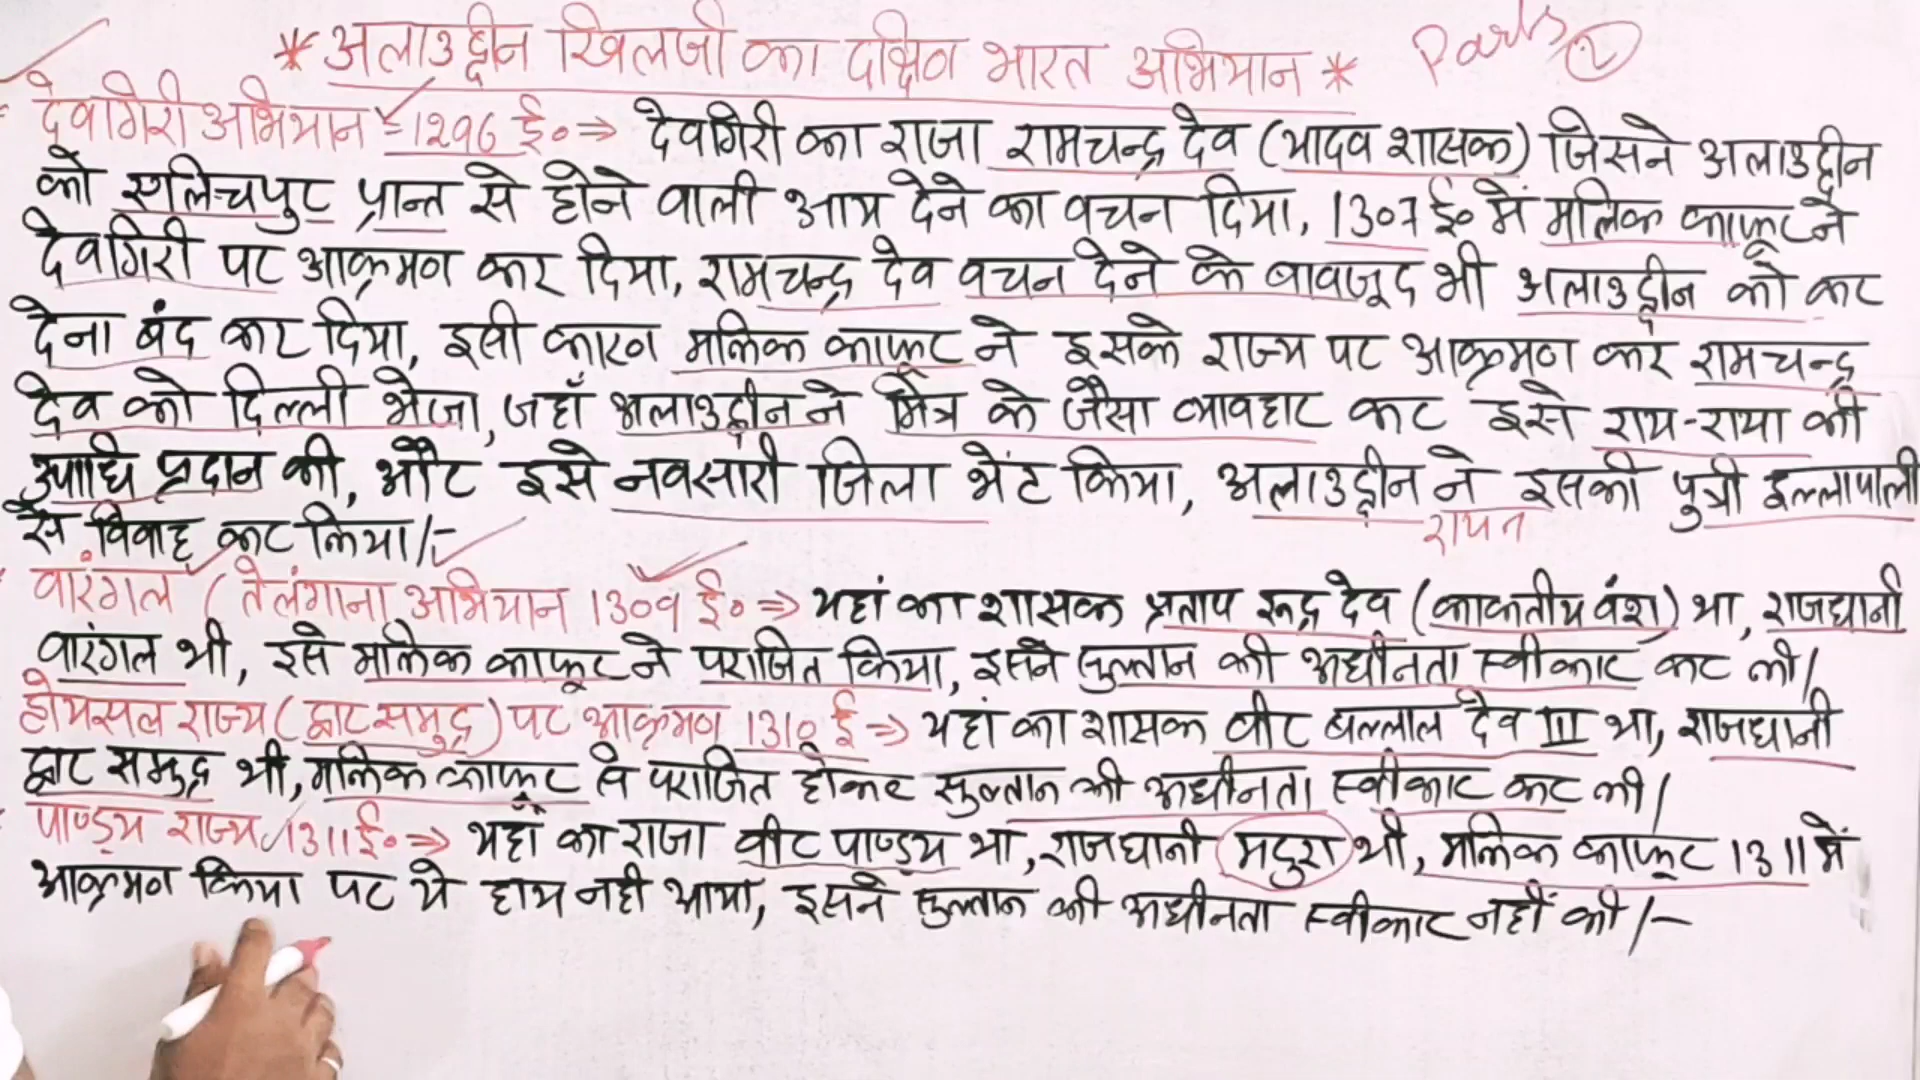 * अलाउद्दीन खिलजी का दक्षिण भारत अभियान * Part ②
देवगिरी अभियान = 1296 ई० ⇒ देवगिरी का राजा रामचन्द्र देव (यादव शासक) जिसने अलाउद्दीन
को एलिचपुर प्रान्त से होने वाली आय देने का वचन दिया, 1307 ई० में मलिक काफूर ने
देवगिरी पर आक्रमण कर दिया, रामचन्द्र देव वचन देने के बावजूद भी अलाउद्दीन को कर
देना बंद कर दिया, इसी कारण मलिक काफूर ने इसके राज्य पर आक्रमण कर रामचन्द्र
देव को दिल्ली भेजा, जहाँ अलाउद्दीन ने मित्र के जैसा व्यावहार कर इसे राय-राया की
उपाधि प्रदान की, और इसे नवसारी जिला भेंट किया, अलाउद्दीन ने इसकी पुत्री इल्लापाली
से विवाह कर लिया/-
रायन
वारंगल (तेलंगाना अभियान 1309 ई० ⇒ यहां का शासक प्रताप रूद्र देव (काकतीय वंश) था, राजधानी
वारंगल थी, इसे मलिक काफूर ने पराजित किया, इसने सुल्तान की अधीनता स्वीकार कर ली/
होयसल राज्य (द्वार समुद्र) पर आक्रमण 1310 ई ⇒ यहां का शासक वीर बल्लाल देव III था, राजधानी
द्वार समुद्र थी, मलिक काफूर से पराजित होकर सुल्तान की अधीनता स्वीकार कर ली/
पाण्ड्य राज्य 1311 ई० ⇒ यहाँ का राजा वीर पाण्ड्य था, राजधानी मदुरा थी, मलिक काफूर 1311 में
आक्रमण किया पर ये हाथ नही आया, इसने सुल्तान की अधीनता स्वीकार नहीं की/-